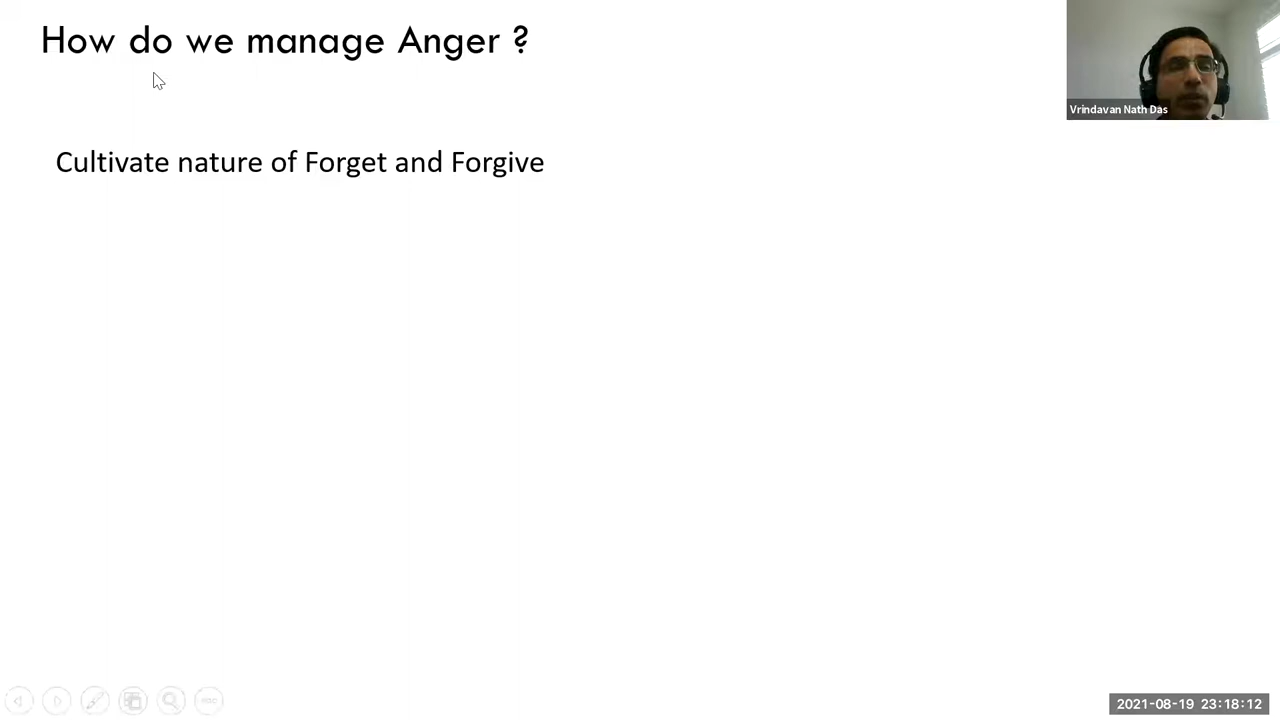 How do we manage Anger ?
Vrindavan Nath Das
Cultivate nature of Forget and Forgive
2021-08-19 23:18:12